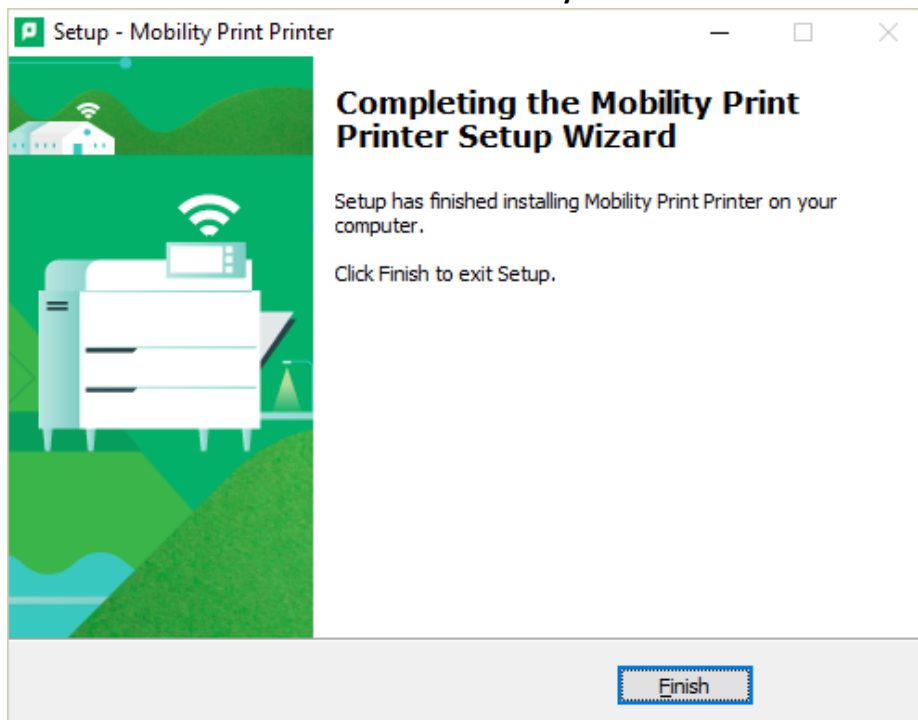 Setup - Mobility Print Printer
Completing the Mobility Print
Printer Setup Wizard
Setup has finished installing Mobility Print Printer on your
computer.
Click Finish to exit Setup.
Finish